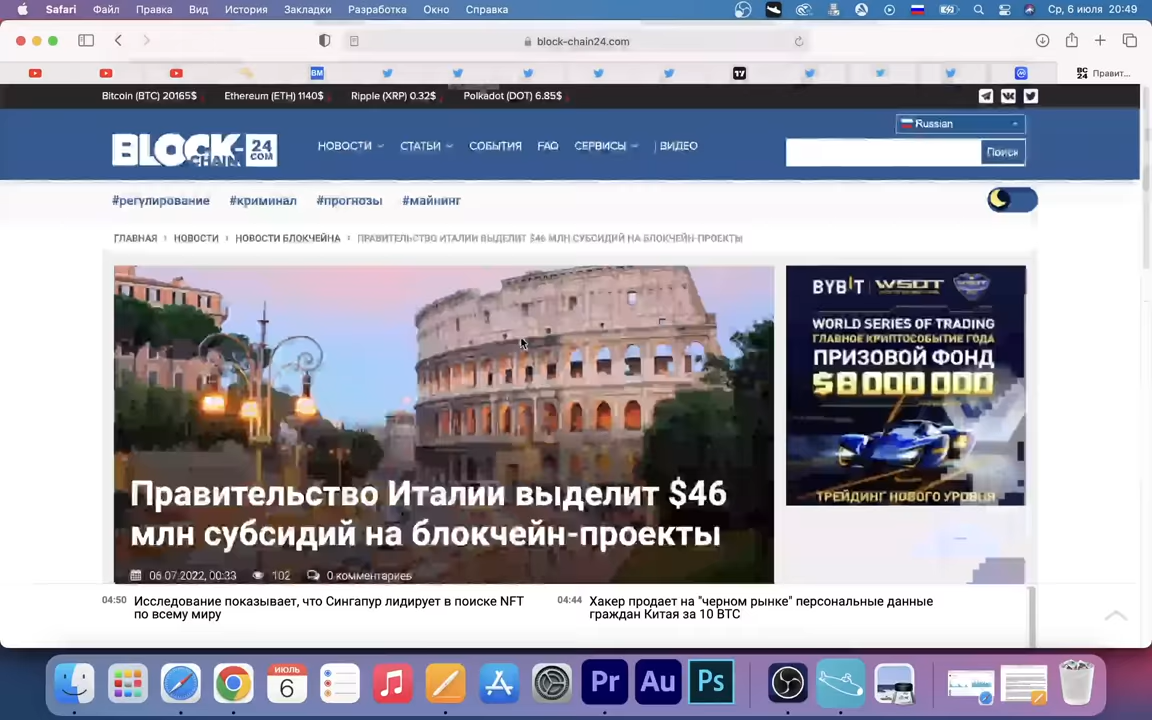 Safari Файл Правка Вид История Закладки Разработка Окно Справка Ср, 6 июля 20:49
block-chain24.com
BM 17 BC 24 Правит...
Bitcoin (BTC) 20165$ Ethereum (ETH) 1140$ Ripple (XRP) 0.32$ Polkadot (DOT) 6.85$
BLOCK-CHAIN 24 COM
Russian
НОВОСТИ СТАТЬИ СОБЫТИЯ FAQ СЕРВИСЫ ВИДЕО
Поиск
#регулирование #криминал #прогнозы #майнинг
ГЛАВНАЯ НОВОСТИ НОВОСТИ БЛОКЧЕЙНА ПРАВИТЕЛЬСТВО ИТАЛИИ ВЫДЕЛИТ $46 МЛН СУБСИДИЙ НА БЛОКЧЕЙН-ПРОЕКТЫ
BYBIT WSOT
WORLD SERIES OF TRADING
ГЛАВНОЕ КРИПТОСОБЫТИЕ ГОДА
ПРИЗОВОЙ ФОНД
$8 000 000
ТРЕЙДИНГ НОВОГО УРОВНЯ
Правительство Италии выделит $46
млн субсидий на блокчейн-проекты
06.07.2022, 00:33 102 0 комментариев
04:50 Исследование показывает, что Сингапур лидирует в поиске NFT
по всему миру
04:44 Хакер продает на "черном рынке" персональные данные
граждан Китая за 10 BTC
ИЮЛЬ
6
Pr Au Ps